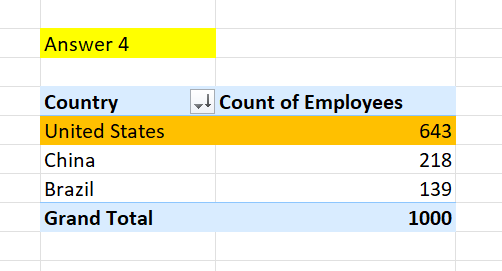 Answer 4
Country Count of Employees
United States 643
China 218
Brazil 139
Grand Total 1000